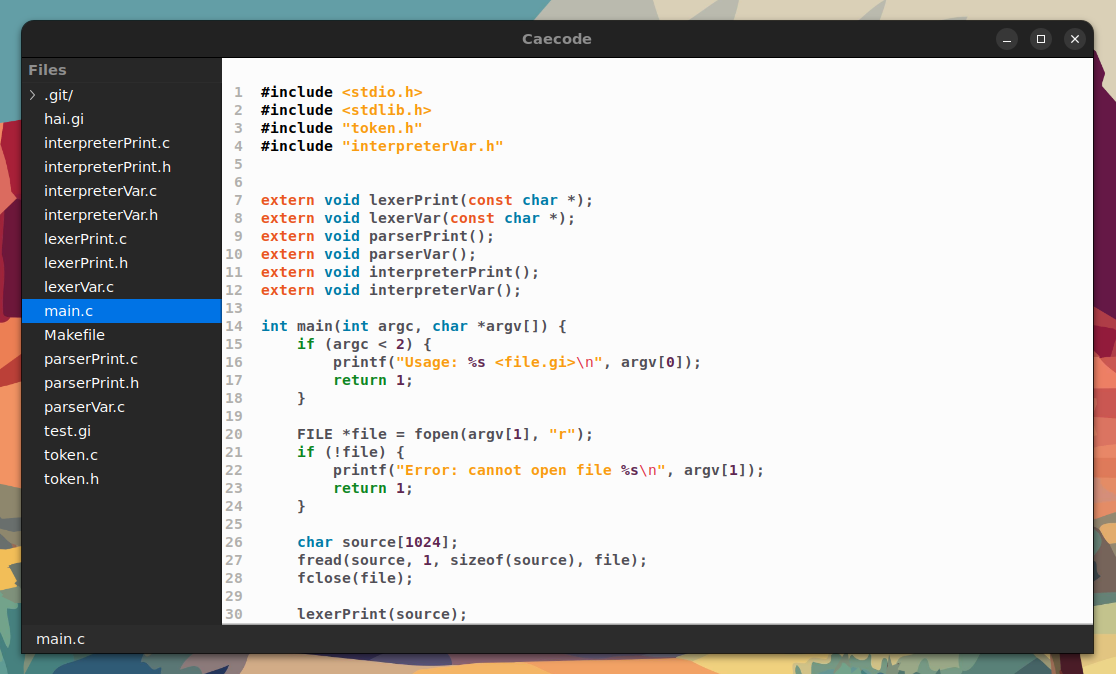 Caecode
Files
.git/
hai.gi
interpreterPrint.c
interpreterPrint.h
interpreterVar.c
interpreterVar.h
lexerPrint.c
lexerPrint.h
lexerVar.c
main.c
Makefile
parserPrint.c
parserPrint.h
parserVar.c
test.gi
token.c
token.h
1 #include <stdio.h>
2 #include <stdlib.h>
3 #include "token.h"
4 #include "interpreterVar.h"
5
6
7 extern void lexerPrint(const char *);
8 extern void lexerVar(const char *);
9 extern void parserPrint();
10 extern void parserVar();
11 extern void interpreterPrint();
12 extern void interpreterVar();
13
14 int main(int argc, char *argv[]) {
15     if (argc < 2) {
16         printf("Usage: %s <file.gi>\n", argv[0]);
17         return 1;
18     }
19
20     FILE *file = fopen(argv[1], "r");
21     if (!file) {
22         printf("Error: cannot open file %s\n", argv[1]);
23         return 1;
24     }
25
26     char source[1024];
27     fread(source, 1, sizeof(source), file);
28     fclose(file);
29
30     lexerPrint(source);
main.c